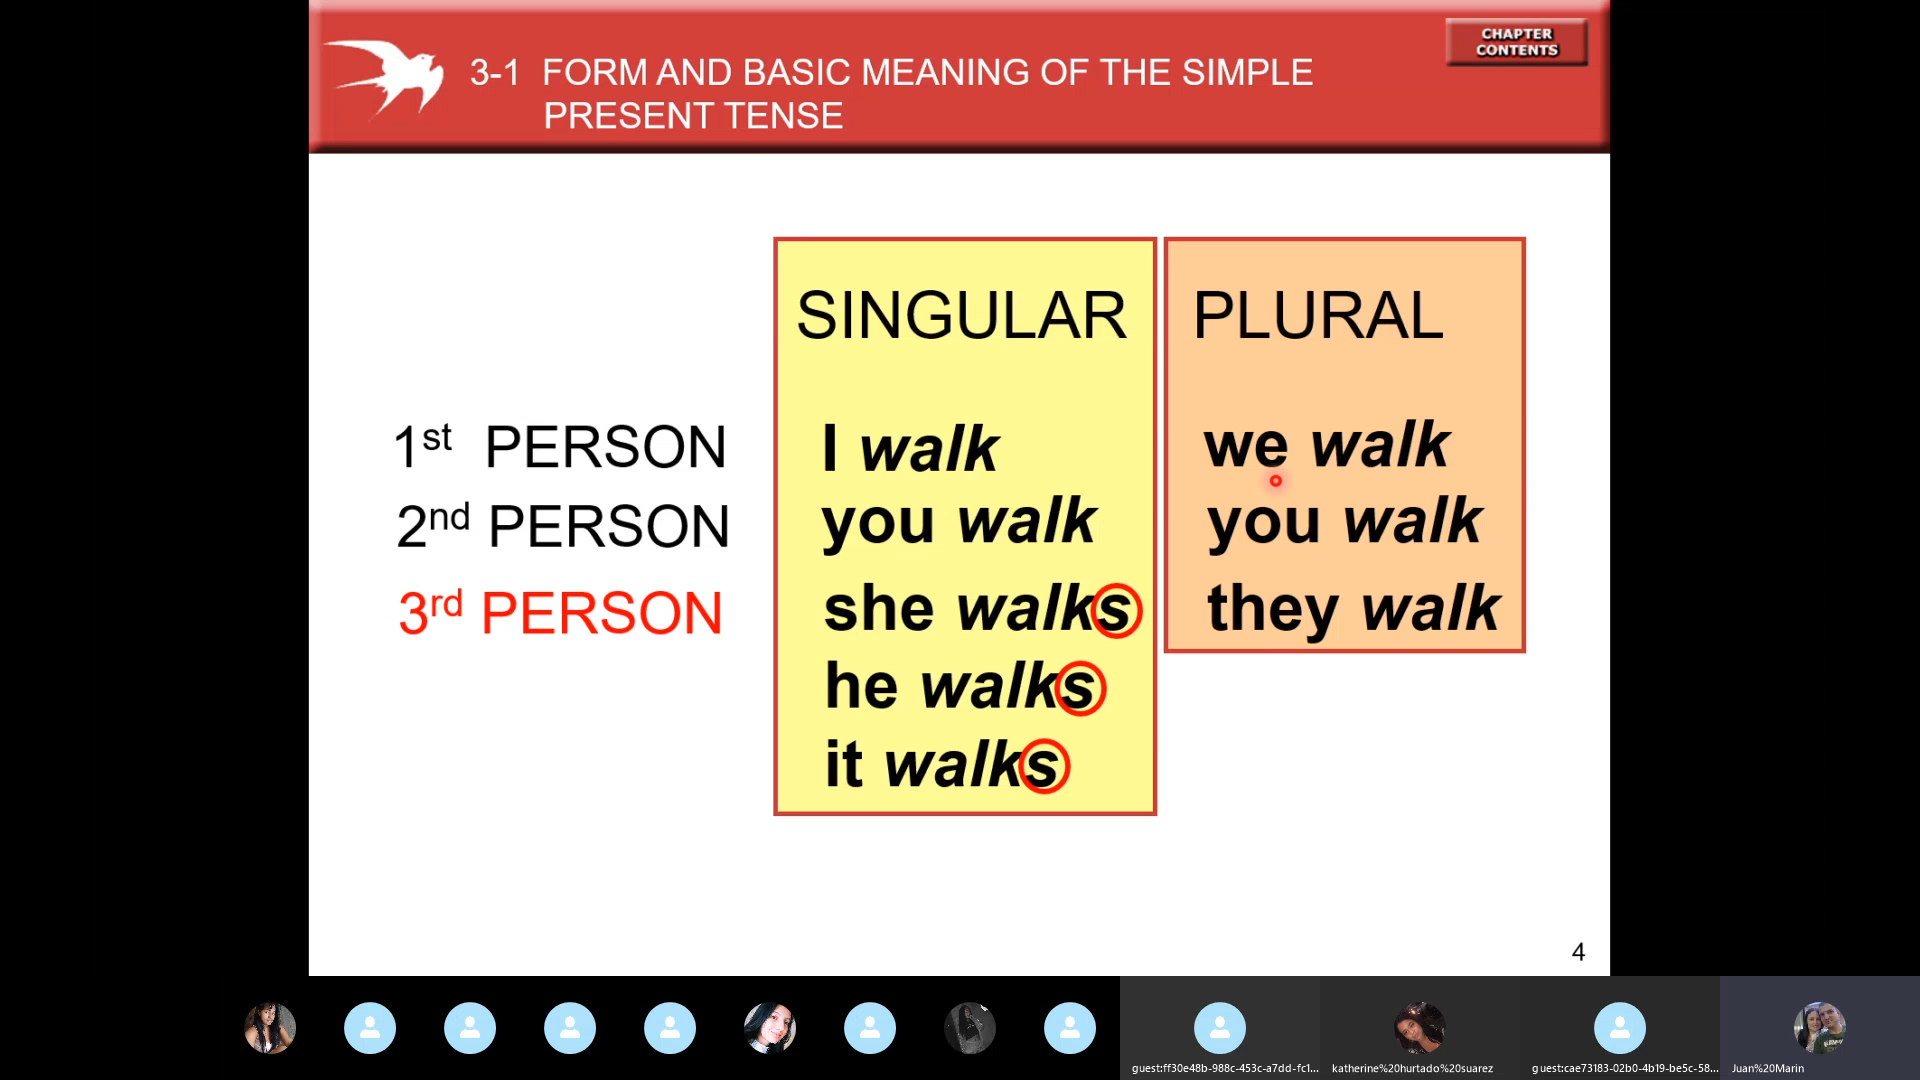 3-1 FORM AND BASIC MEANING OF THE SIMPLE
PRESENT TENSE
CHAPTER
CONTENTS
SINGULAR PLURAL
1st PERSON I walk we walk
2nd PERSON you walk you walk
3rd PERSON she walks they walk
he walks
it walks
4
guest:ff30e48b-988c-453c-a7dd-fc1...
katherine%20hurtado%20suarez
guest:cae73183-02b0-4b19-be5c-58...
Juan%20Marin